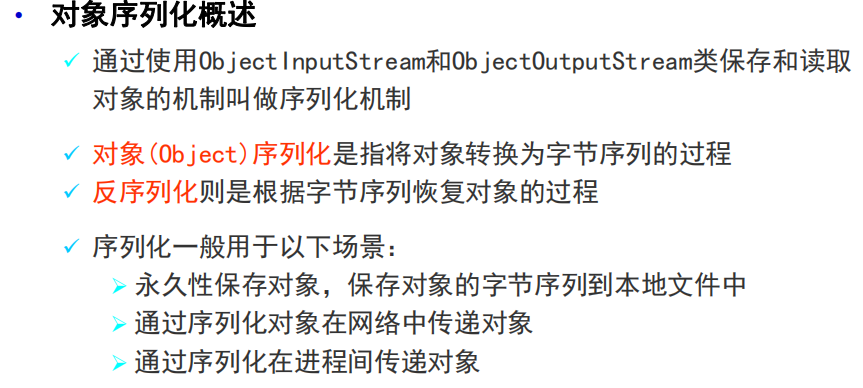 • 对象序列化概述
✓ 通过使用ObjectInputStream和ObjectOutputStream类保存和读取
对象的机制叫做序列化机制
✓ 对象(Object)序列化是指将对象转换为字节序列的过程
✓ 反序列化则是根据字节序列恢复对象的过程
✓ 序列化一般用于以下场景：
➢ 永久性保存对象，保存对象的字节序列到本地文件中
➢ 通过序列化对象在网络中传递对象
➢ 通过序列化在进程间传递对象